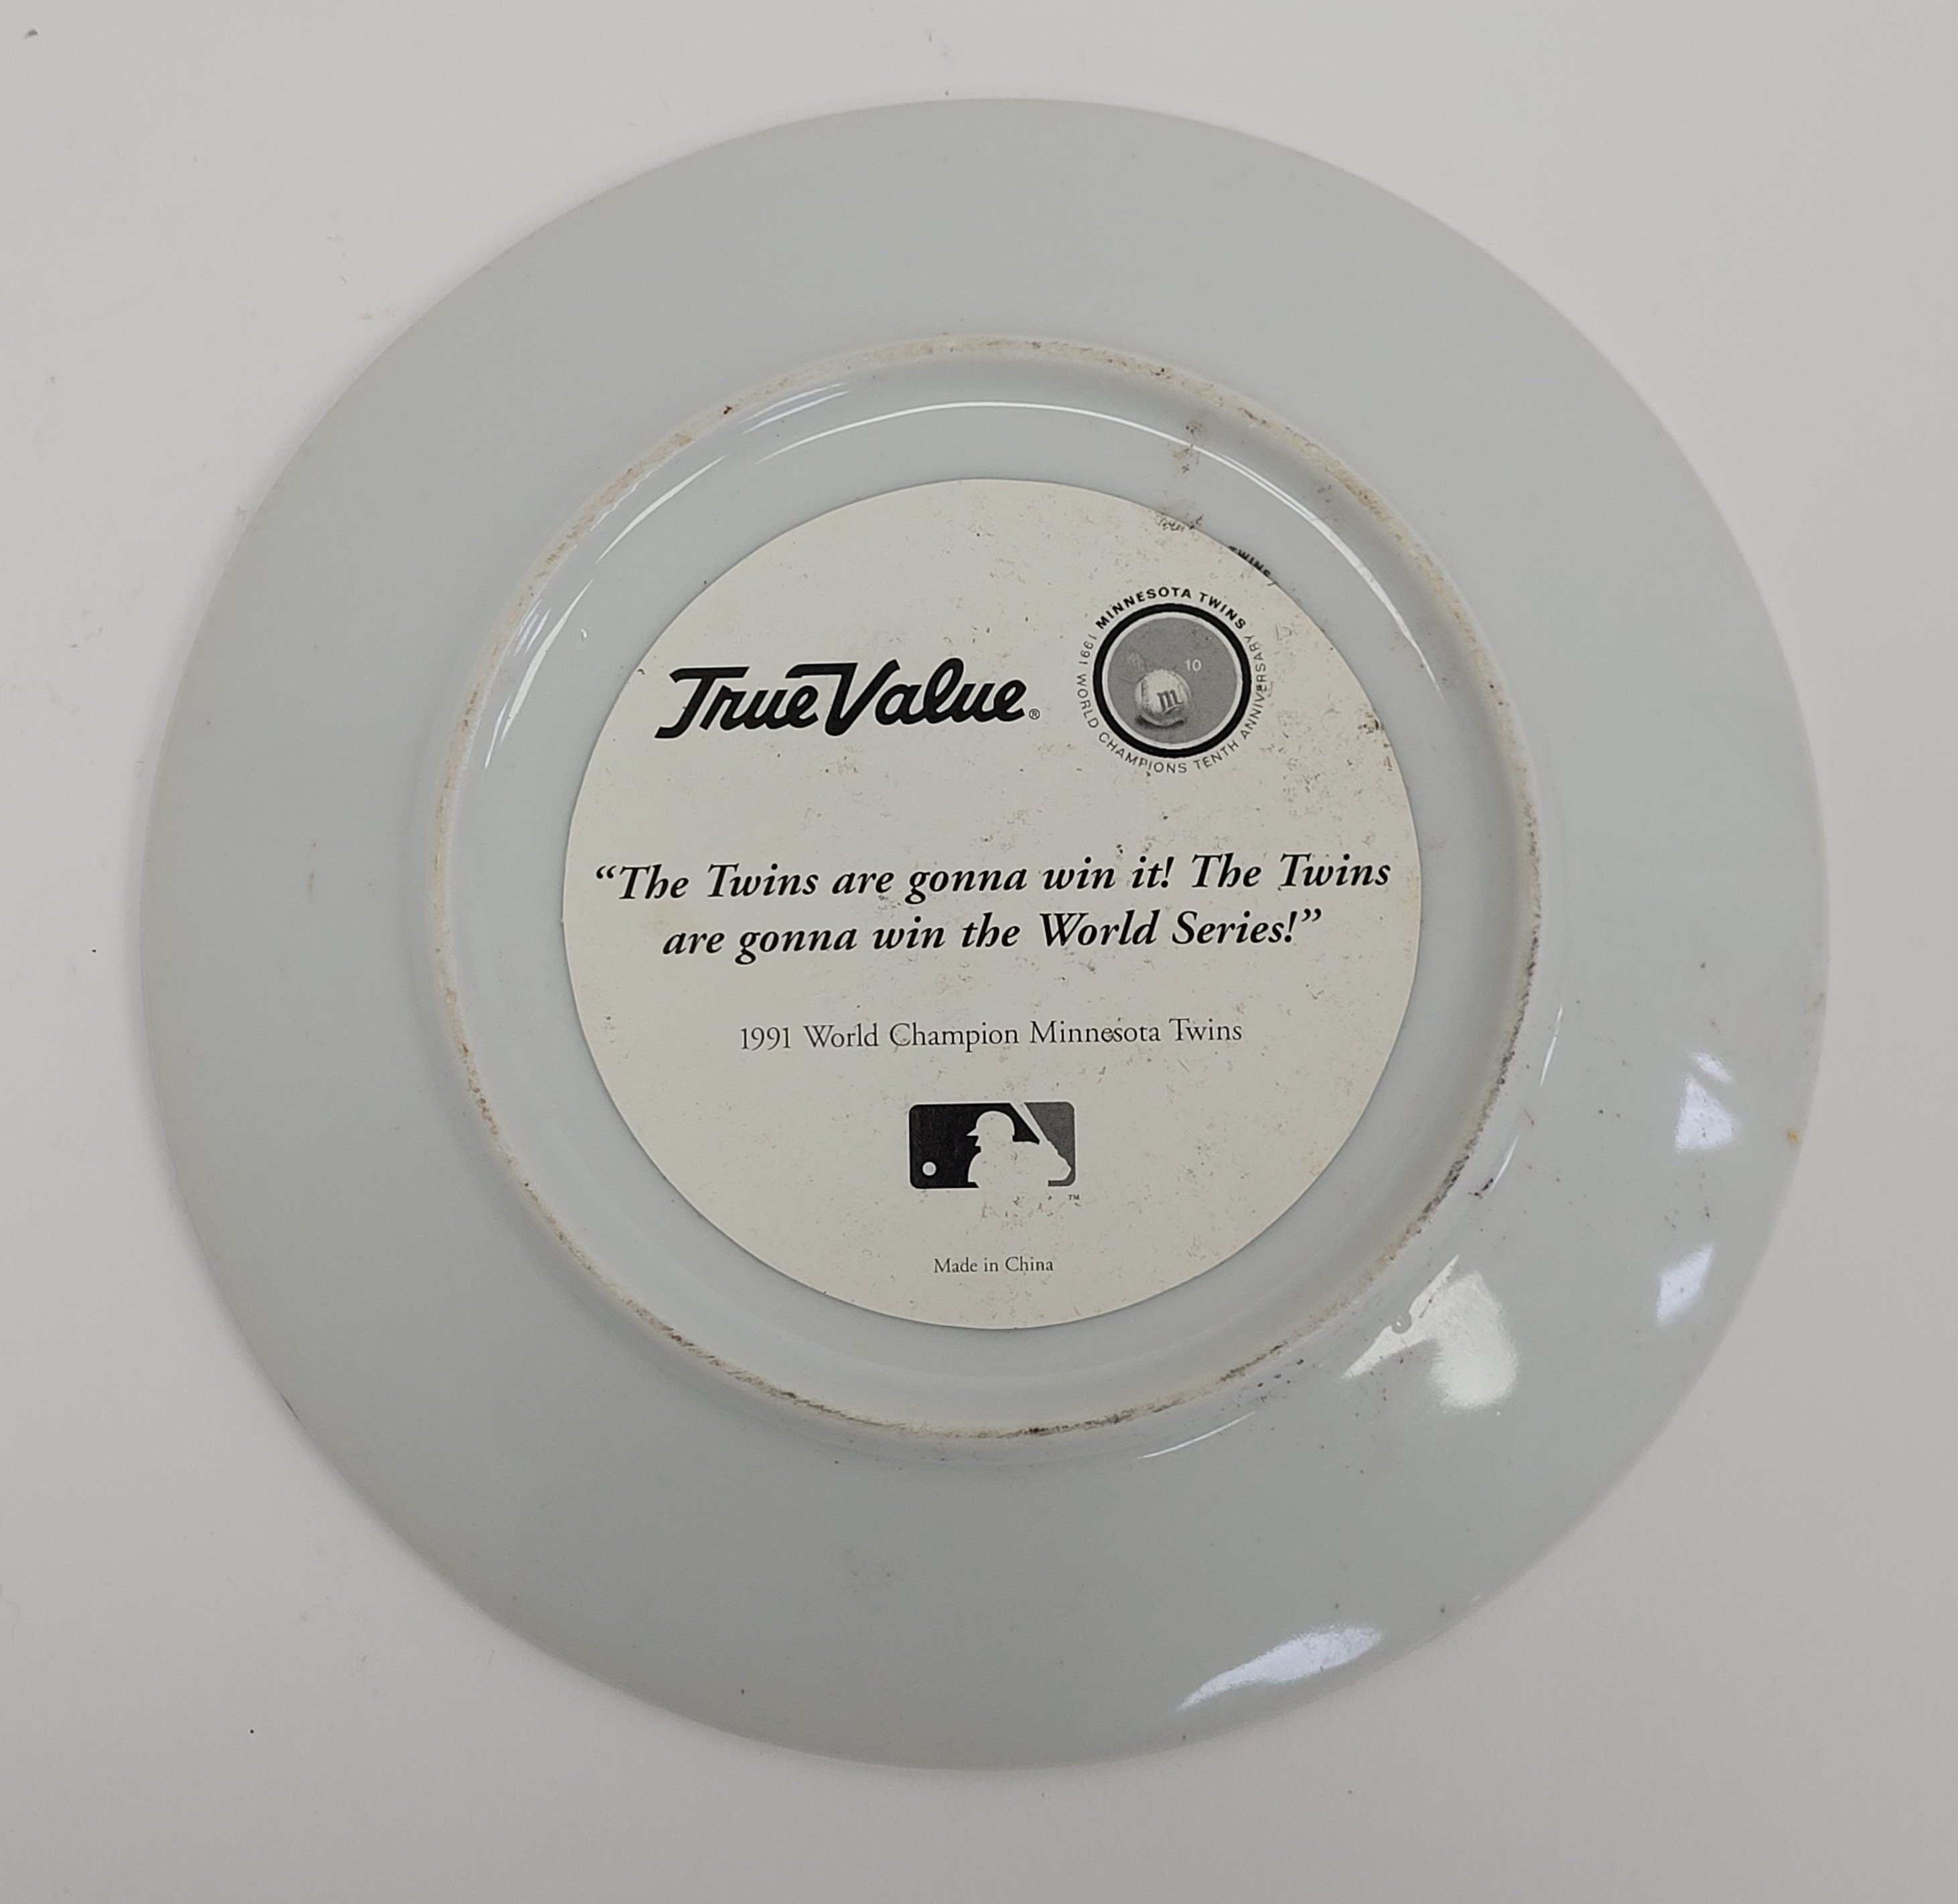 TWINS
MINNESOTA TWINS
1991 WORLD CHAMPIONS TENTH ANNIVERSARY
10
m
True Value®
“The Twins are gonna win it! The Twins
are gonna win the World Series!”
1991 World Champion Minnesota Twins
TM
Made in China